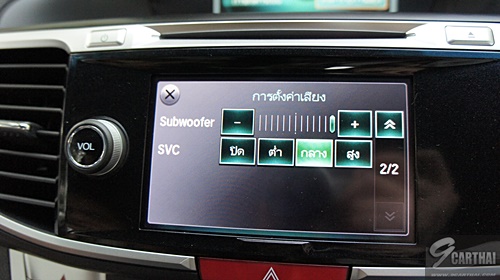 การตั้งค่าเสียง
Subwoofer - +
SVC ปิด ต่ำ กลาง สูง
2/2
VOL
9CARTHAI